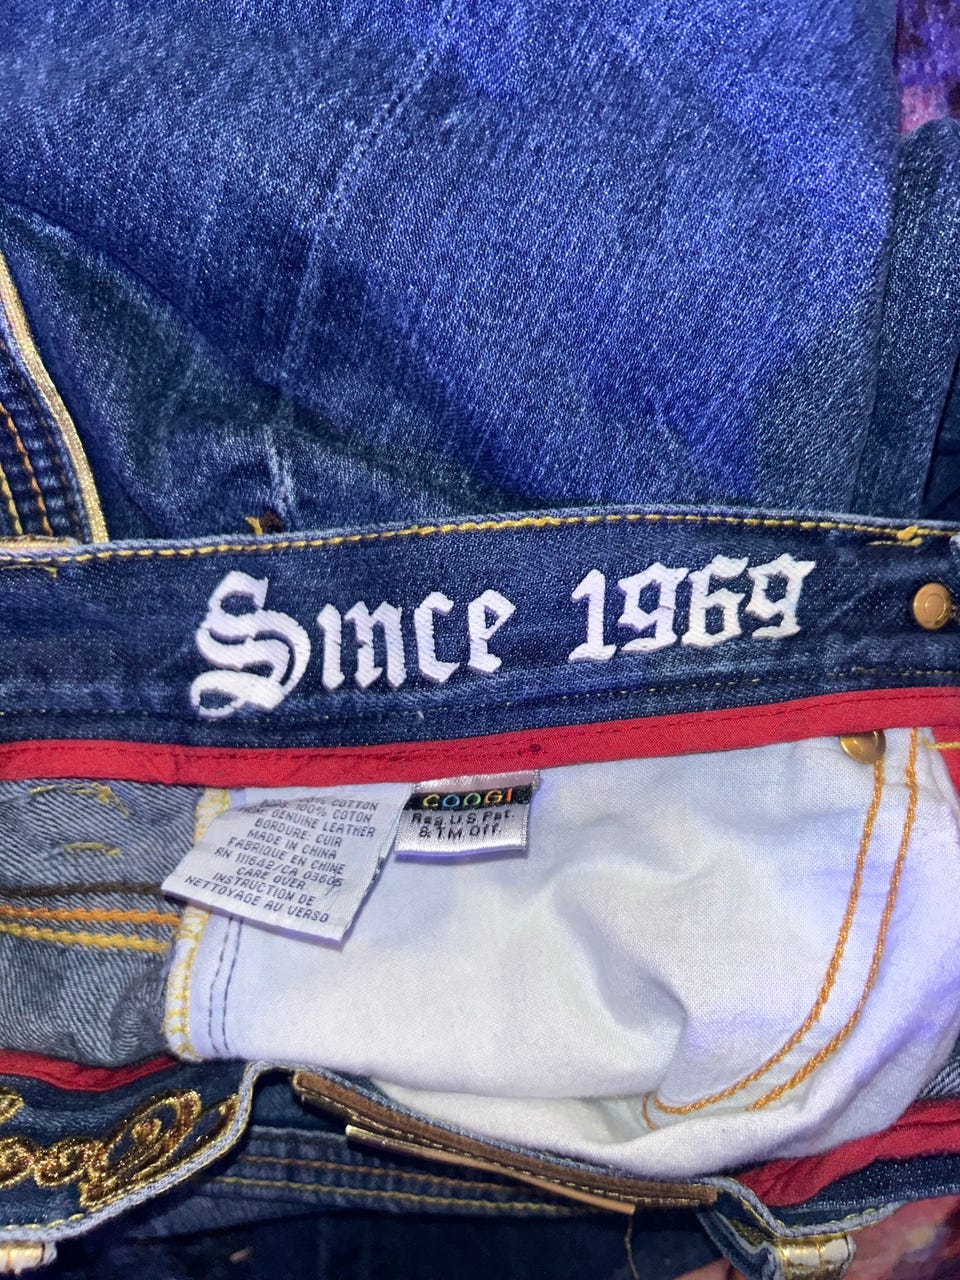 Since 1969
100% COTTON
100% COTON
GENUINE LEATHER
BORDURE: CUIR
MADE IN CHINA
FABRIQUE EN CHINE
RN 111642/CA 03605
CARE OVER
INSTRUCTION DE
NETTOYAGE AU VERSO
COOGI
Reg. U.S. Pat.
& T.M. Off.